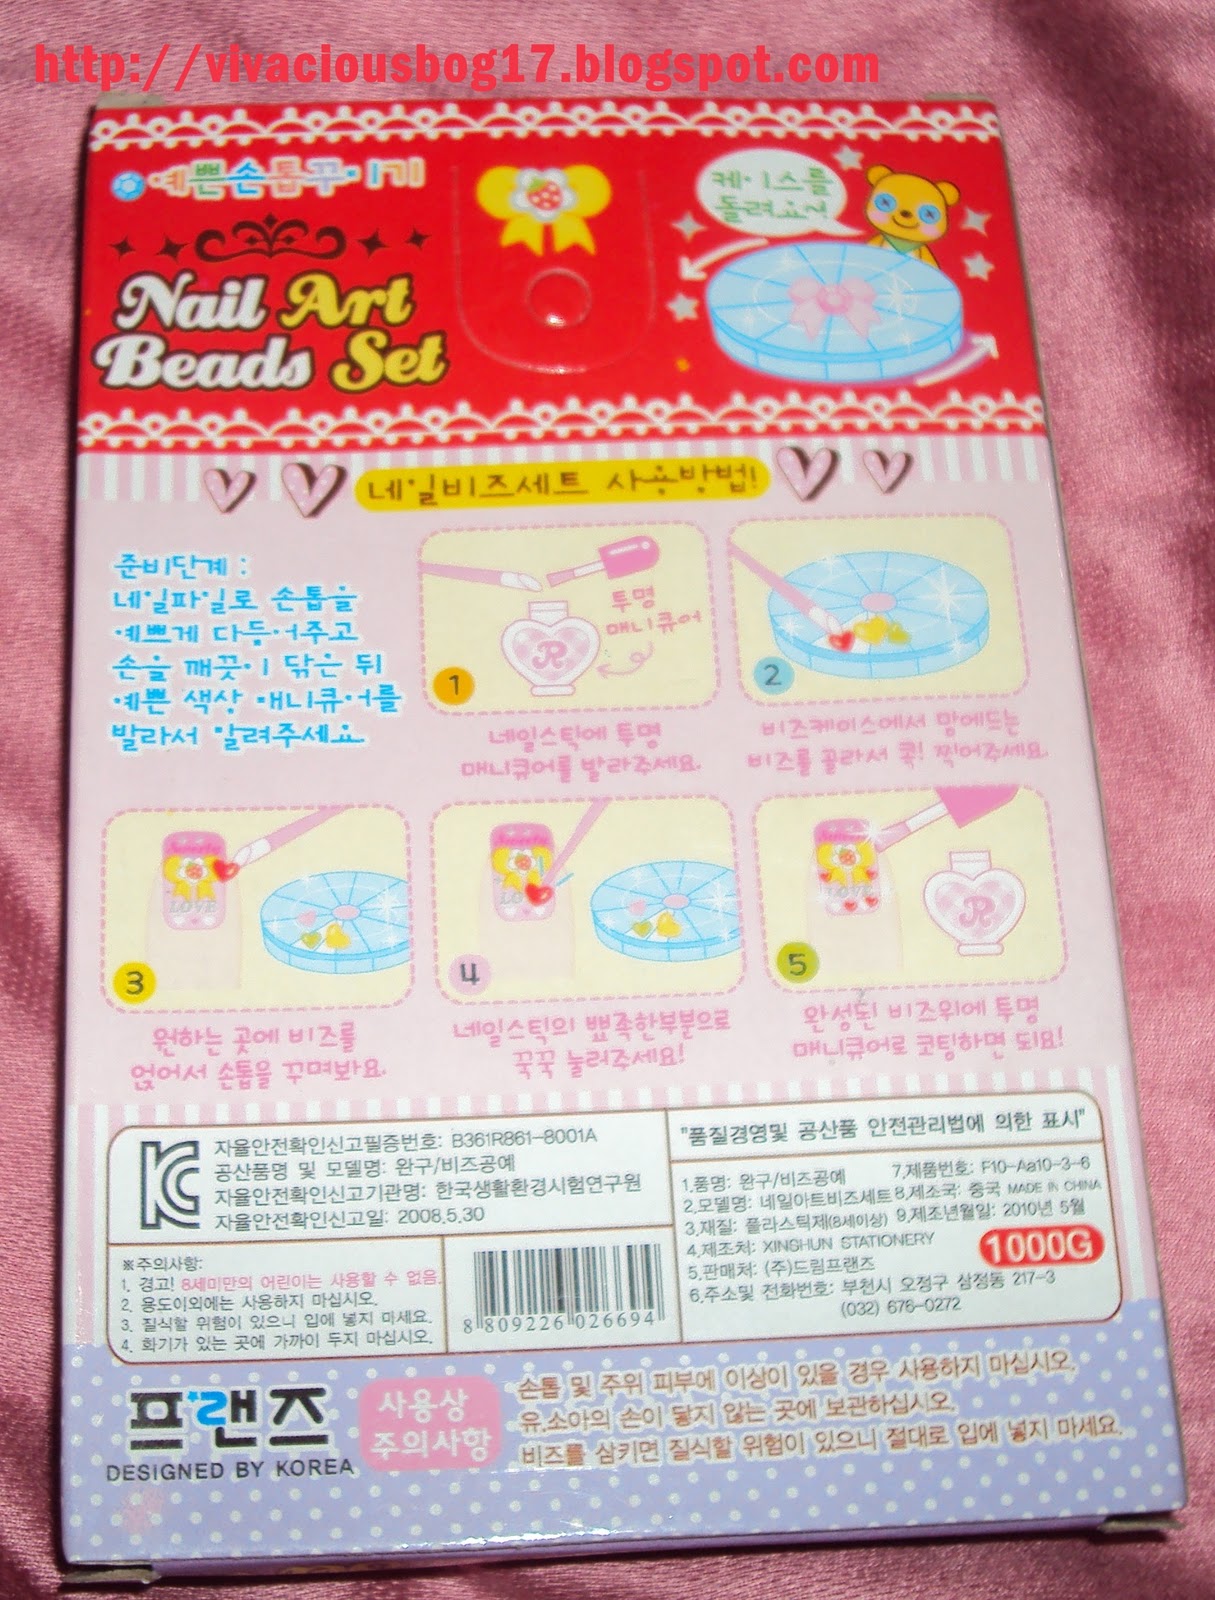 http://vivaciousbog17.blogspot.com
예쁜손톱꾸미기
케이스를
돌려요~
Nail Art
Beads Set
네일비즈세트 사용방법!
준비단계 :
네일파일로 손톱을
예쁘게 다듬어주고
손을 깨끗이 닦은 뒤
예쁜 색상 매니큐어를
발라서 말려주세요
투명
매니큐어
R
1
네일스틱에 투명
매니큐어를 발라주세요.
2
비즈케이스에서 맘에드는
비즈를 골라서 콕! 찍어주세요.
LOVE
3
원하는 곳에 비즈를
얹어서 손톱을 꾸며봐요.
LO
4
네일스틱의 뾰족한부분으로
꾹꾹 눌러주세요!
LOVE
R
5
완성된 비즈위에 투명
매니큐어로 코팅하면 되요!
자율안전확인신고필증번호: B361R861-8001A
공산품명 및 모델명: 완구/비즈공예
자율안전확인신고기관명: 한국생활환경시험연구원
자율안전확인신고일: 2008.5.30
※주의사항:
1. 경고! 8세미만의 어린이는 사용할 수 없음.
2. 용도이외에는 사용하지 마십시오.
3. 질식할 위험이 있으니 입에 넣지 마세요.
4. 화기가 있는 곳에 가까이 두지 마십시오.
8 809226 026694
"품질경영및 공산품 안전관리법에 의한 표시"
1.품명: 완구/비즈공예 7.제품번호: F10-Aa10-3-6
2.모델명: 네일아트비즈세트 8.제조국: 중국 MADE IN CHINA
3.재질: 플라스틱제(8세이상) 9.제조년월일: 2010년 5월
4.제조처: XINSHUN STATIONERY
1000G
5.판매처: (주)드림프랜즈
6.주소및 전화번호: 부천시 오정구 삼정동 217-3
(032) 676-0272
프랜즈
DESIGNED BY KOREA
사용상
주의사항
손톱 및 주위 피부에 이상이 있을 경우 사용하지 마십시오.
유.소아의 손이 닿지 않는 곳에 보관하십시오.
비즈를 삼키면 질식할 위험이 있으니 절대로 입에 넣지 마세요.